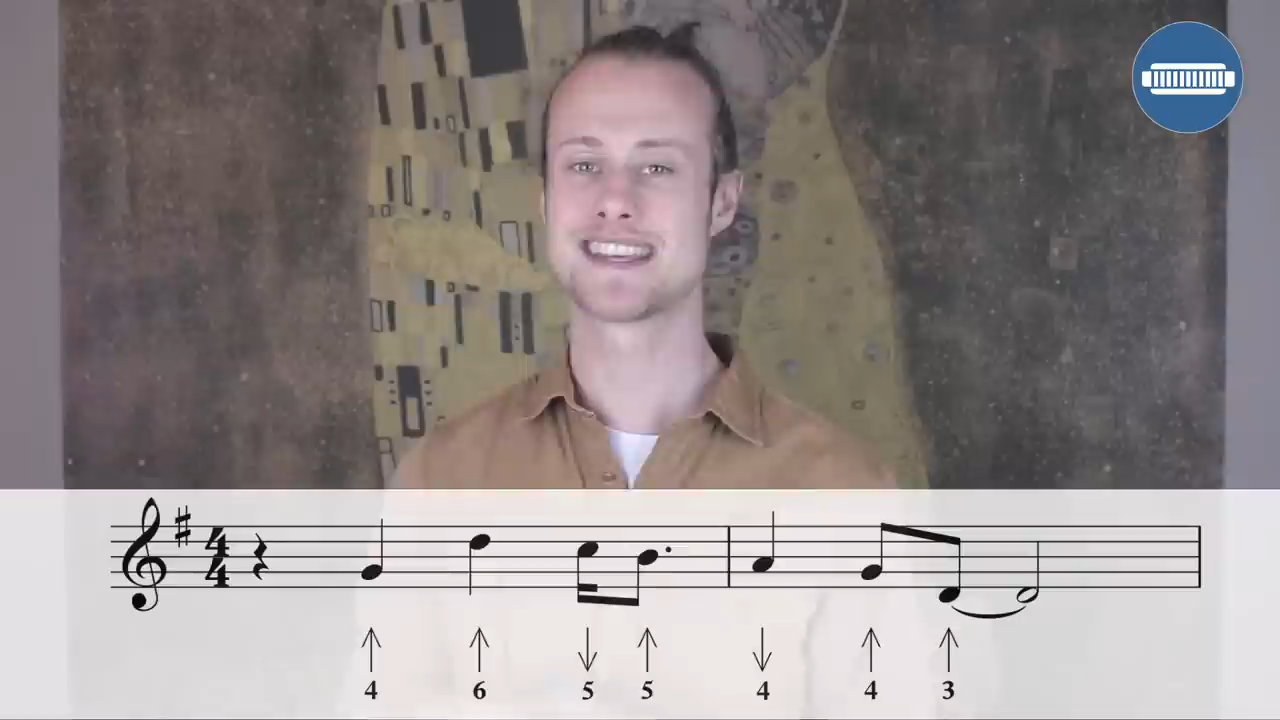 4
4
↑ ↑ ↓ ↑ ↓ ↑ ↑
4 6 5 5 4 4 3